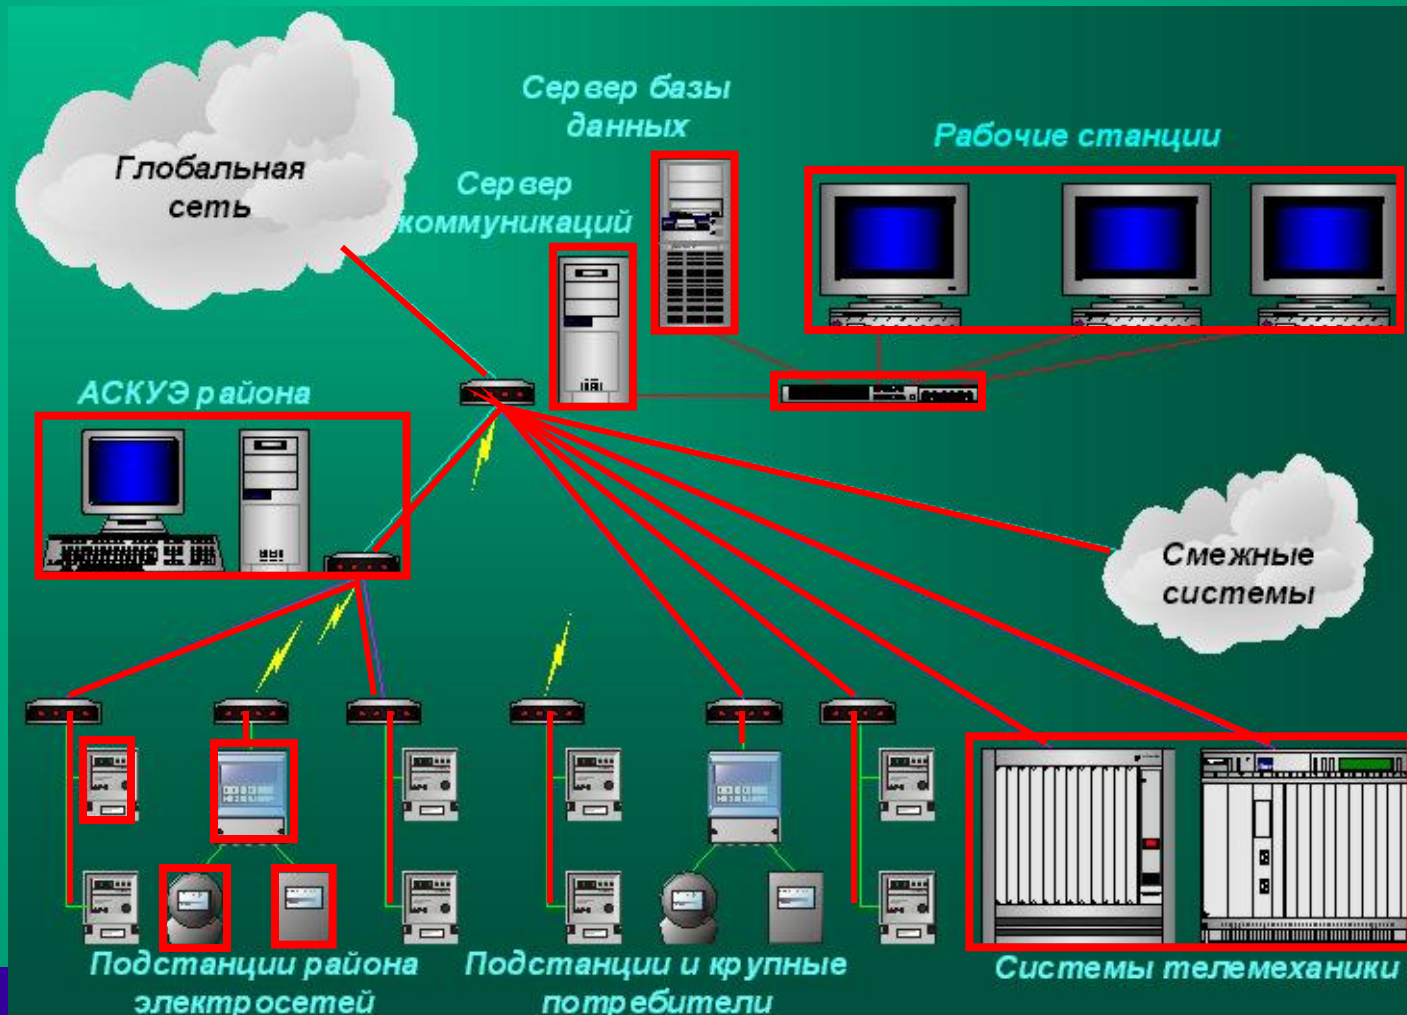 Сервер базы
данных
Рабочие станции
Глобальная
сеть
Сервер
коммуникаций
АСКУЭ района
Смежные
системы
Подстанции района
электросетей
Подстанции и крупные
потребители
Системы телемеханики